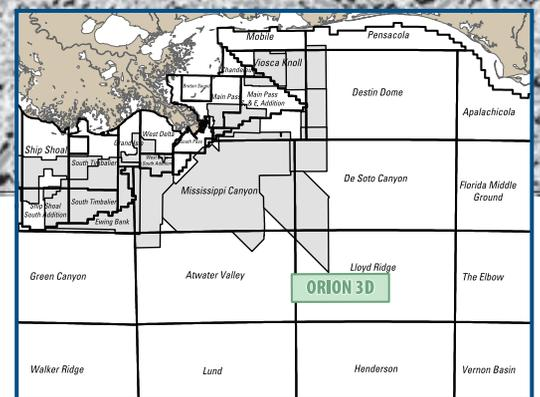 Mobile
Pensacola
Viosca Knoll
Chandeleur
Destin Dome
Breton Sound
Main Pass
Main Pass
S & E, Addition
Apalachicola
West Delta
Grand Isle
Ship Shoal
South Timbalier
South Pass
De Soto Canyon
Mississippi Canyon
Florida Middle
Ground
Ship Shoal
South Addition
South Timbalier
Ewing Bank
Green Canyon
Atwater Valley
Lloyd Ridge
The Elbow
ORION 3D
Walker Ridge
Lund
Henderson
Vernon Basin